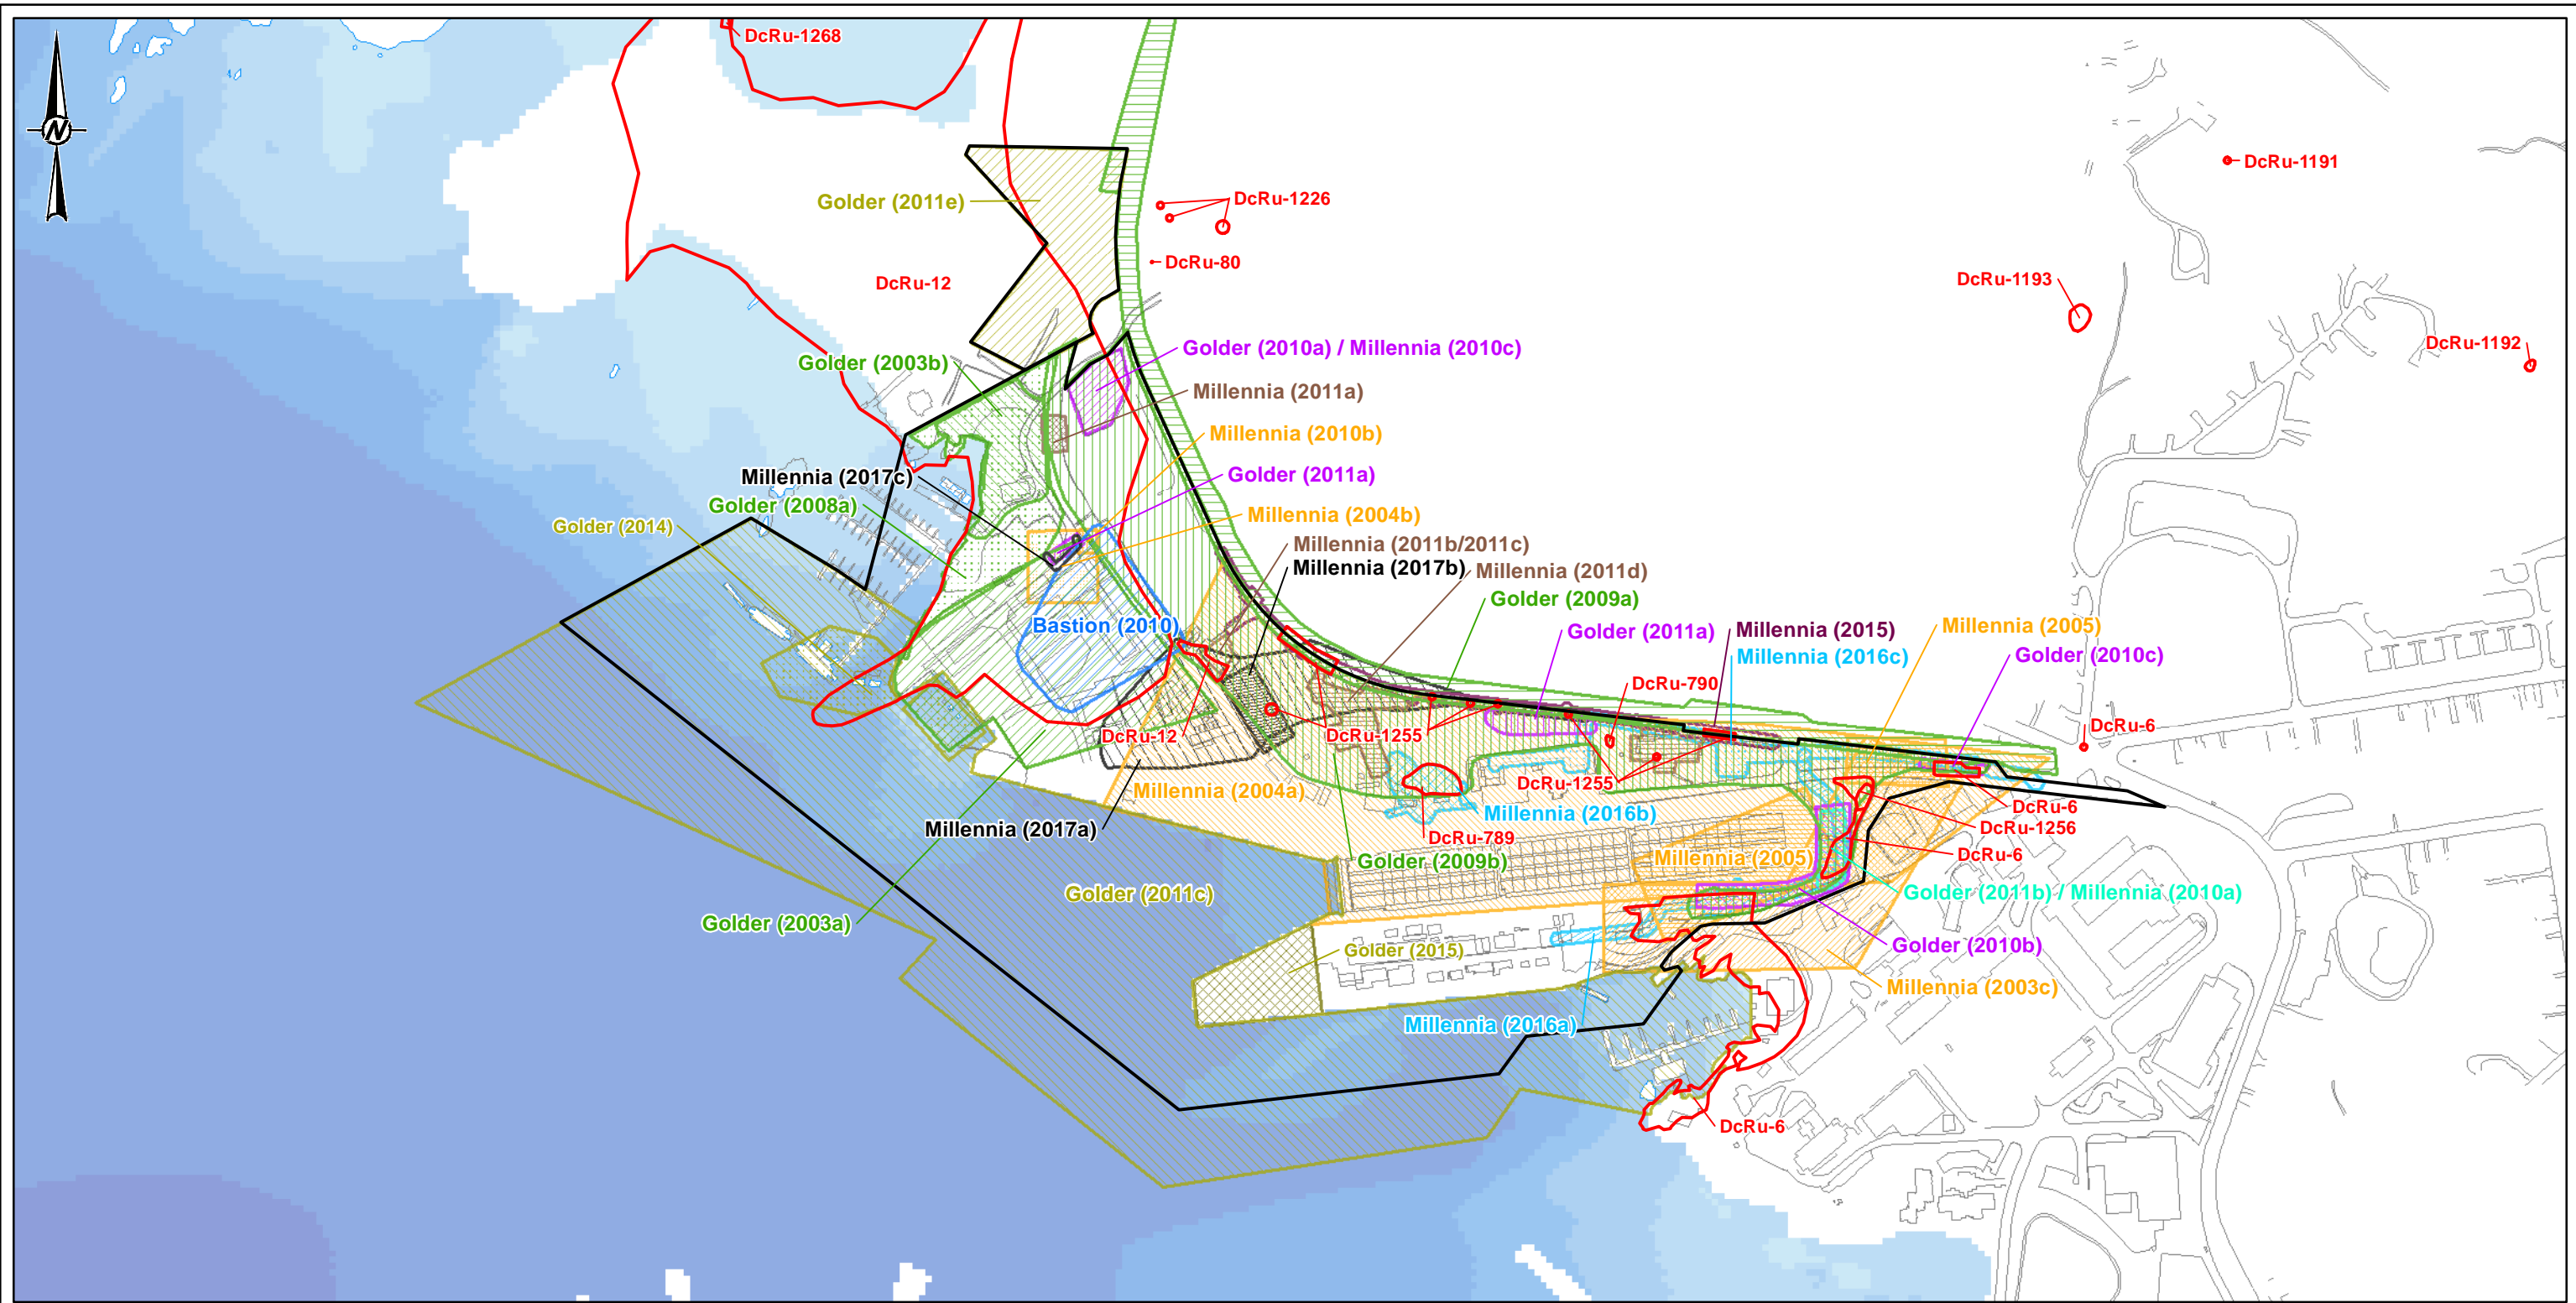 DcRu-1268
N
DcRu-1191
Golder (2011e)
DcRu-1226
DcRu-80
DcRu-12
DcRu-1193
DcRu-1192
Golder (2010a) / Millennia (2010c)
Golder (2003b)
Millennia (2011a)
Millennia (2010b)
Millennia (2017c)
Golder (2011a)
Golder (2008a)
Millennia (2004b)
Golder (2014)
Millennia (2011b/2011c)
Millennia (2017b)
Millennia (2011d)
Golder (2009a)
Bastion (2010)
Golder (2011a)
Millennia (2015)
Millennia (2005)
Millennia (2016c)
Golder (2010c)
DcRu-790
DcRu-6
DcRu-12
DcRu-1255
DcRu-1255
Millennia (2004a)
DcRu-6
Millennia (2016b)
Millennia (2017a)
DcRu-1256
DcRu-789
DcRu-6
Golder (2009b)
Millennia (2005)
Golder (2011c)
Golder (2011b) / Millennia (2010a)
Golder (2003a)
Golder (2015)
Golder (2010b)
Millennia (2003c)
Millennia (2016a)
DcRu-6